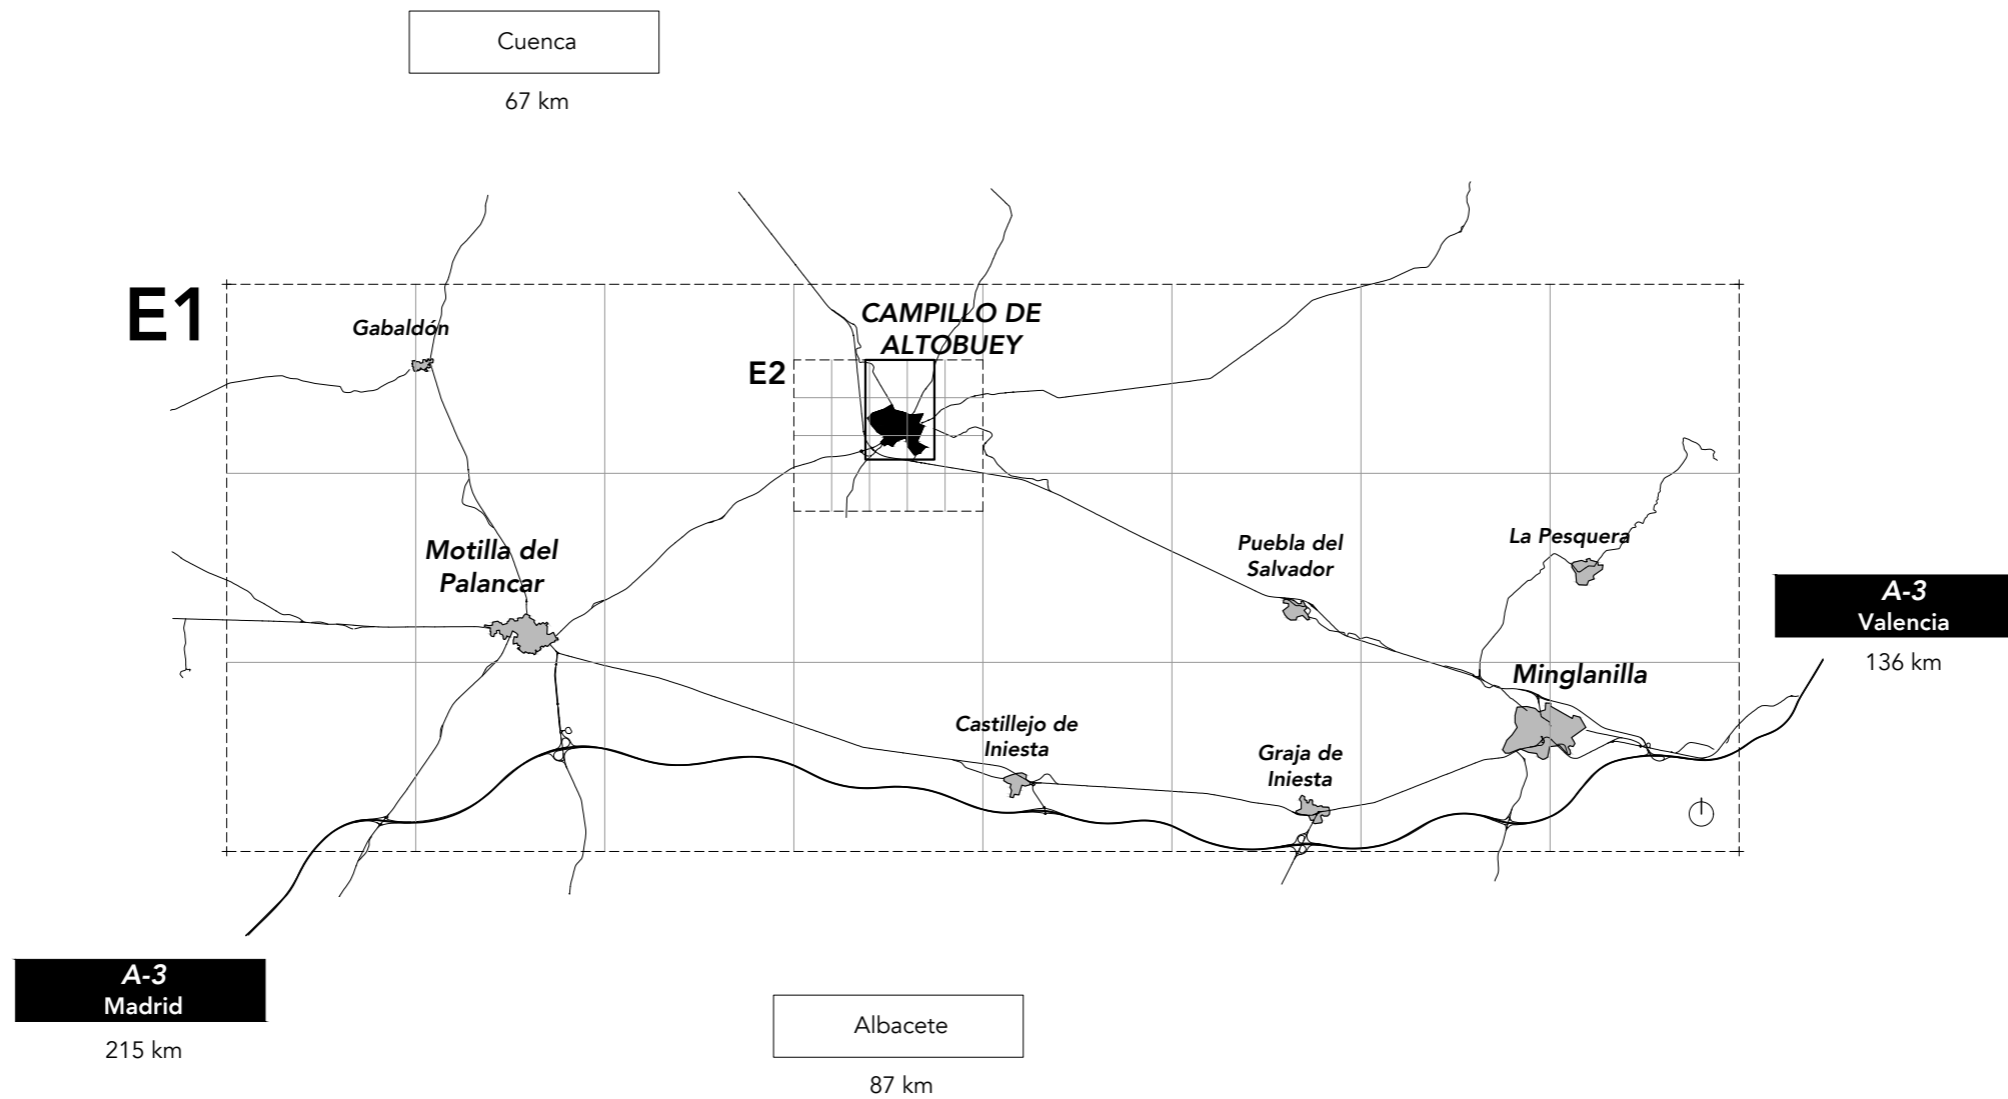 Cuenca
67 km
E1
Gabaldón
CAMPILLO DE
ALTOBUEY
E2
Motilla del
Palancar
Puebla del
Salvador
La Pesquera
A-3
Valencia
136 km
Minglanilla
Castillejo de
Iniesta
Graja de
Iniesta
A-3
Madrid
215 km
Albacete
87 km